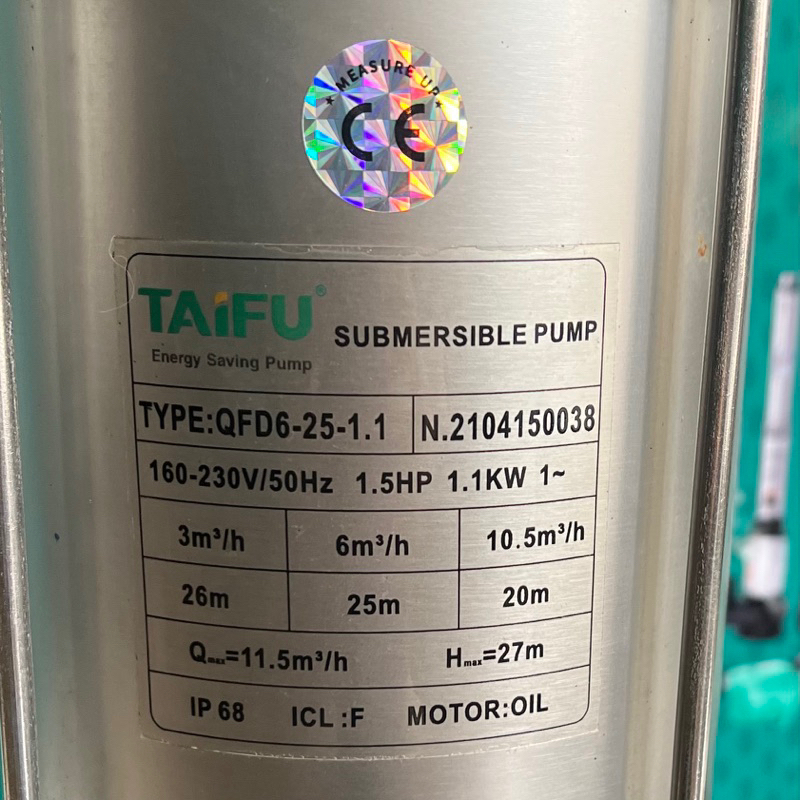 MEASURE UP
CE
TAiFU®
SUBMERSIBLE PUMP
Energy Saving Pump
TYPE:QFD6-25-1.1 N.2104150038
160-230V/50Hz 1.5HP 1.1KW 1~
3m³/h 6m³/h 10.5m³/h
26m 25m 20m
Qmax=11.5m³/h Hmax=27m
IP 68 ICL :F MOTOR:OIL